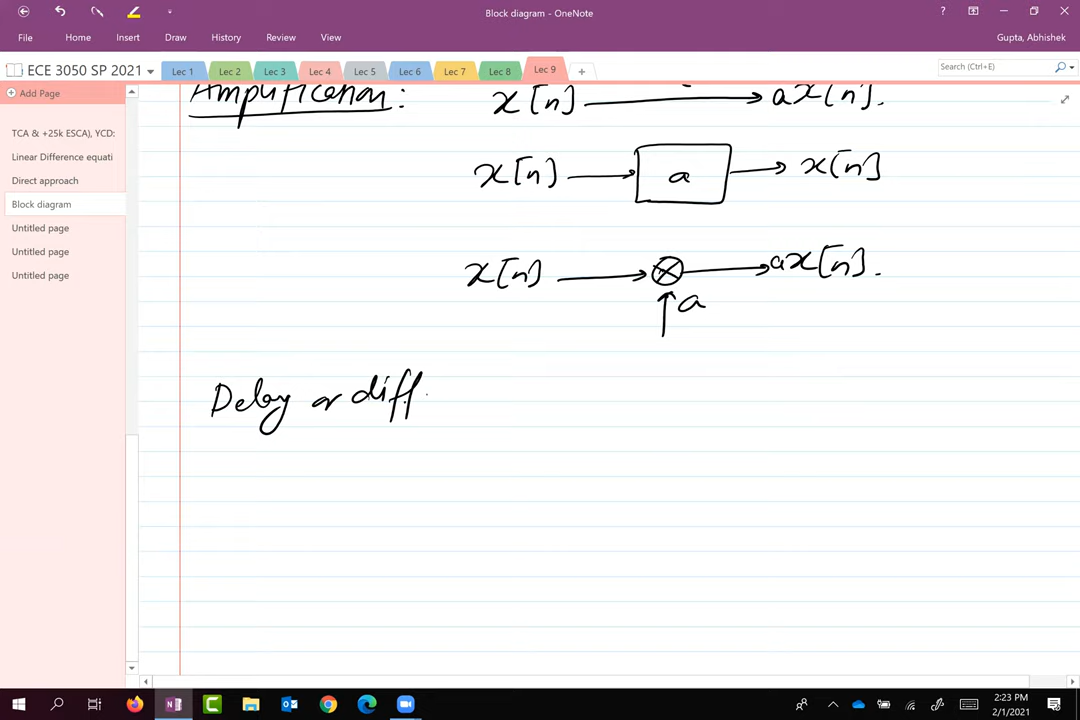 Block diagram - OneNote
?
File Home Insert Draw History Review View
Gupta, Abhishek
ECE 3050 SP 2021
Lec 1 Lec 2 Lec 3 Lec 4 Lec 5 Lec 6 Lec 7 Lec 8 Lec 9
Search (Ctrl+E)
Add Page
TCA & +25k ESCA), YCD:
Linear Difference equati
Direct approach
Block diagram
Untitled page
Untitled page
Untitled page
Amplification: x[n] ax[n].
x[n] a x[n]
x[n] ax[n].
a
Delay or diff
2:23 PM
2/1/2021